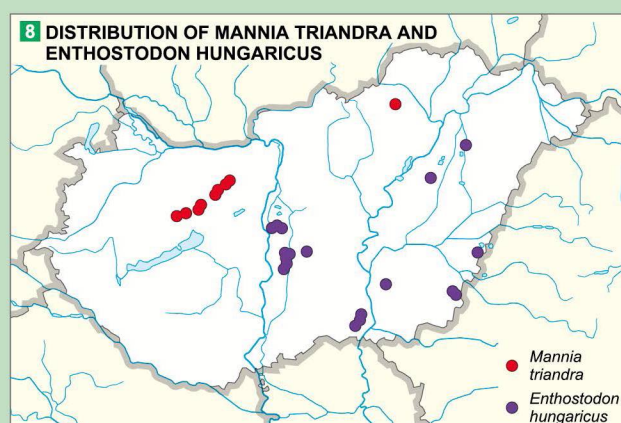 8 DISTRIBUTION OF MANNIA TRIANDRA AND
ENTHOSTODON HUNGARICUS
Mannia
triandra
Enthostodon
hungaricus